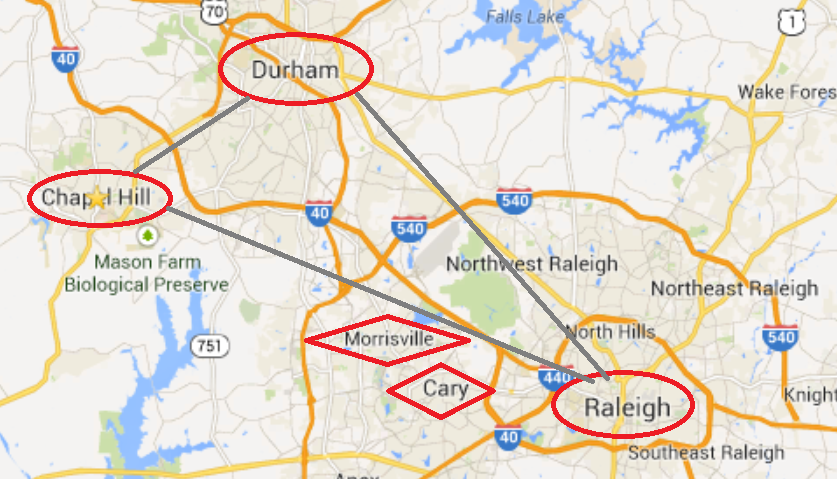 70
Falls Lake
1
40
Durham
Wake Fores
Chapel Hill
40
540
540
Mason Farm
Biological Preserve
Northwest Raleigh
Northeast Raleigh
751
Morrisville
North Hills
540
Cary
440
Knight
Raleigh
40
Southeast Raleigh
Apex